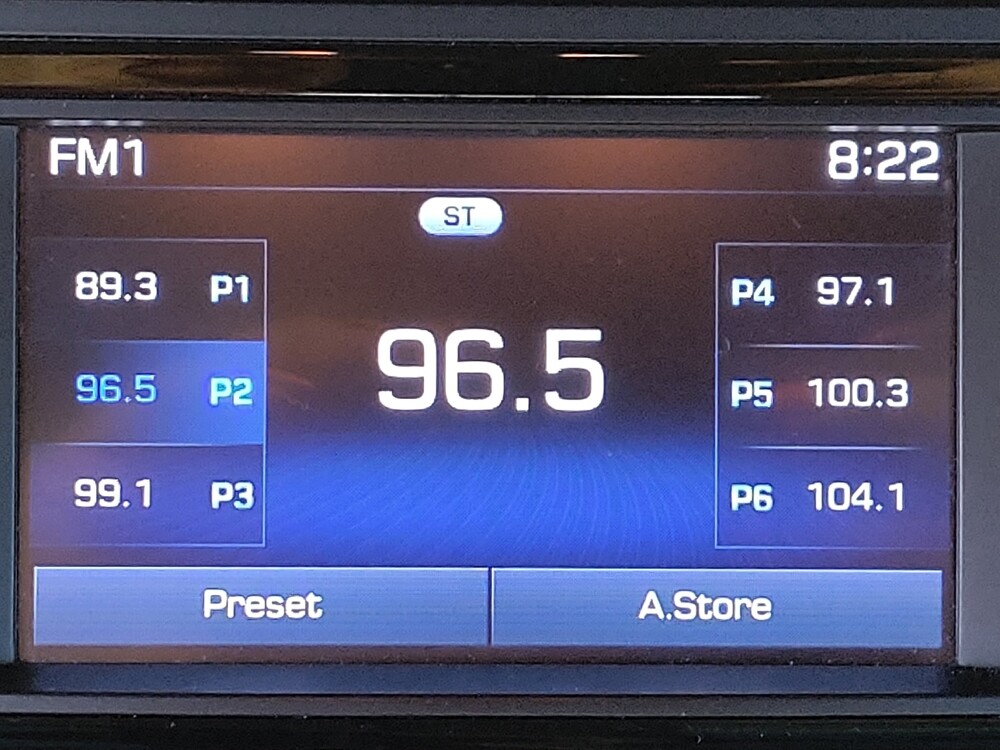 FM1 8:22
ST
89.3 P1
96.5 P2
99.1 P3
96.5
P4 97.1
P5 100.3
P6 104.1
Preset A.Store